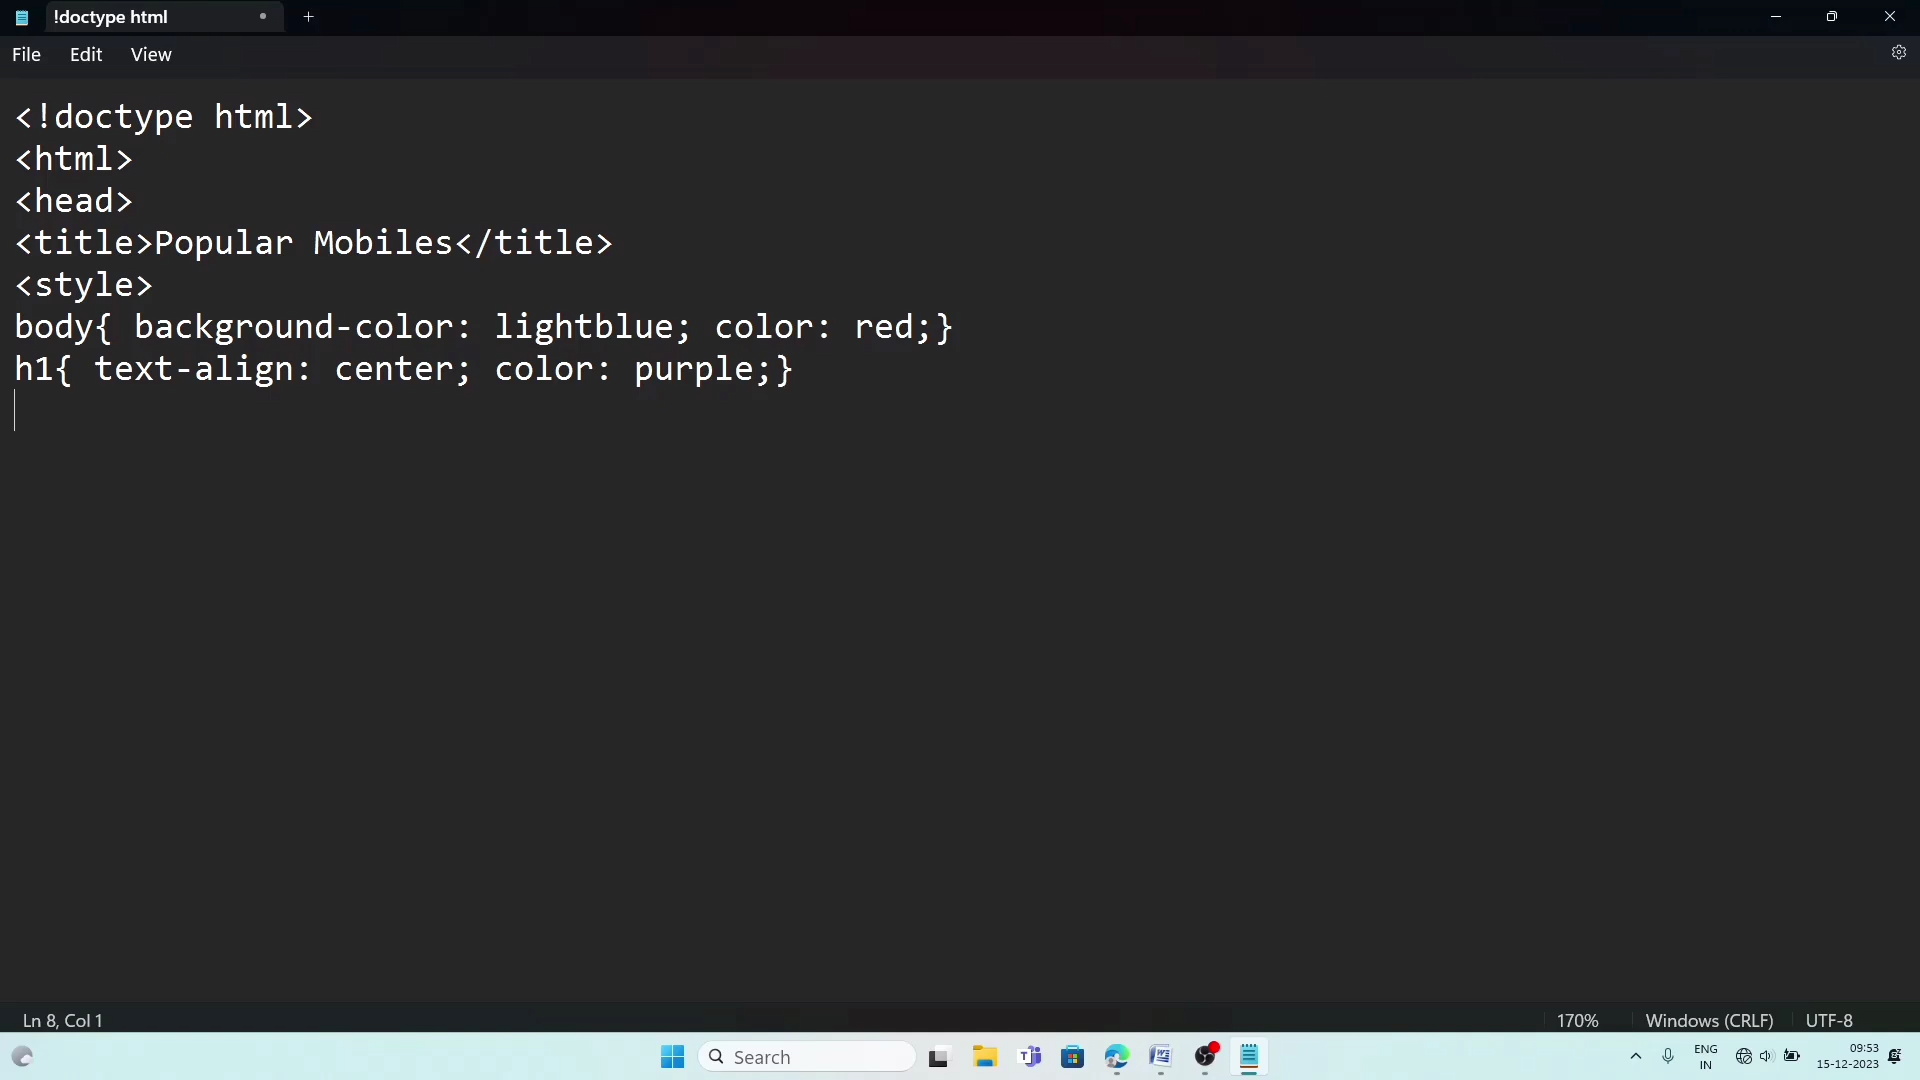 !doctype html
File Edit View
<!doctype html>
<html>
<head>
<title>Popular Mobiles</title>
<style>
body{ background-color: lightblue; color: red;}
h1{ text-align: center; color: purple;}
Ln 8, Col 1
170%
Windows (CRLF)
UTF-8
Search
ENG
IN
09:53
15-12-2023